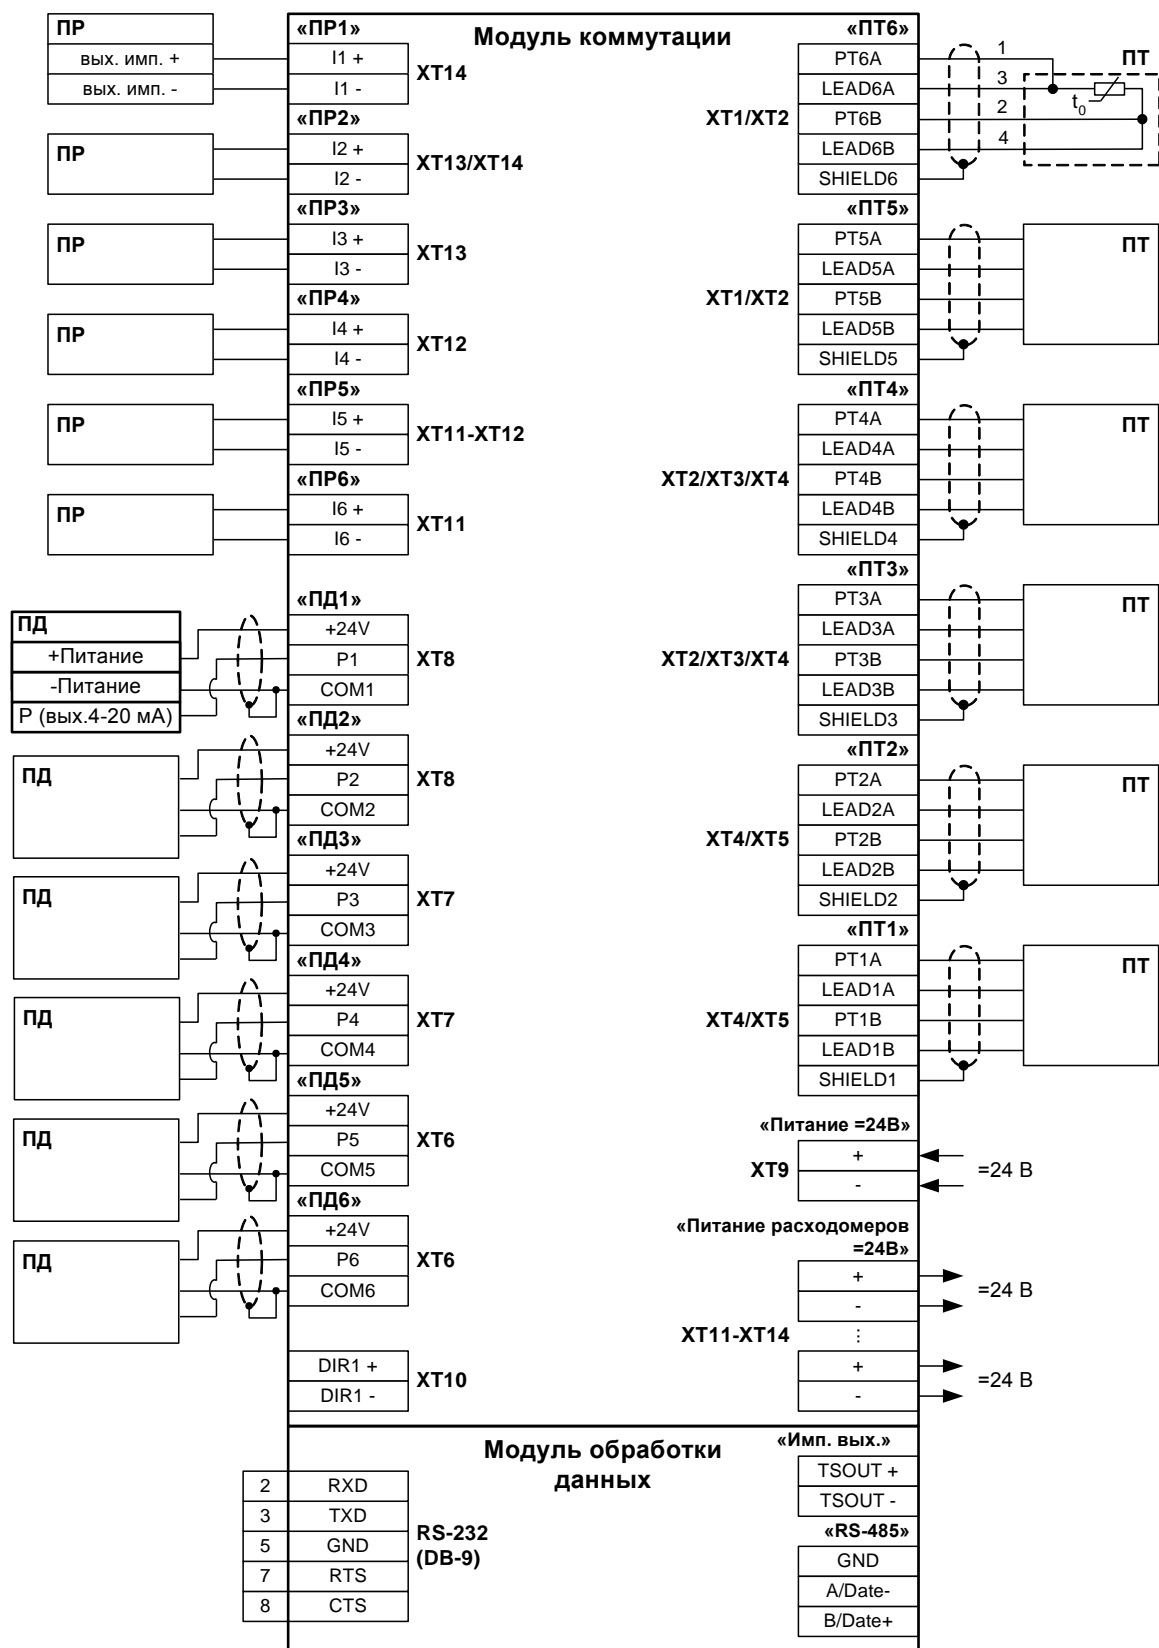 Модуль коммутации
ПР
вых. имп. +
вых. имп. -
«ПР1»
I1 +
I1 -
XT14
«ПР2»
ПР
I2 +
I2 -
XT13/XT14
«ПР3»
ПР
I3 +
I3 -
XT13
«ПР4»
ПР
I4 +
I4 -
XT12
«ПР5»
ПР
I5 +
I5 -
XT11-XT12
«ПР6»
ПР
I6 +
I6 -
XT11
«ПД1»
ПД
+Питание
-Питание
P (вых.4-20 мА)
+24V
P1
COM1
XT8
«ПД2»
ПД
+24V
P2
COM2
XT8
«ПД3»
ПД
+24V
P3
COM3
XT7
«ПД4»
ПД
+24V
P4
COM4
XT7
«ПД5»
ПД
+24V
P5
COM5
XT6
«ПД6»
ПД
+24V
P6
COM6
XT6
DIR1 +
DIR1 -
XT10
«ПТ6»
XT1/XT2
PT6A
LEAD6A
PT6B
LEAD6B
SHIELD6
1
3
2
4
t0
ПТ
«ПТ5»
XT1/XT2
PT5A
LEAD5A
PT5B
LEAD5B
SHIELD5
ПТ
«ПТ4»
XT2/XT3/XT4
PT4A
LEAD4A
PT4B
LEAD4B
SHIELD4
ПТ
«ПТ3»
XT2/XT3/XT4
PT3A
LEAD3A
PT3B
LEAD3B
SHIELD3
ПТ
«ПТ2»
XT4/XT5
PT2A
LEAD2A
PT2B
LEAD2B
SHIELD2
ПТ
«ПТ1»
XT4/XT5
PT1A
LEAD1A
PT1B
LEAD1B
SHIELD1
ПТ
«Питание =24В»
XT9
+
-
=24 В
«Питание расходомеров
=24В»
+
-
=24 В
XT11-XT14
⋮
+
-
=24 В
Модуль обработки
данных
2 RXD
3 TXD
5 GND
7 RTS
8 CTS
RS-232
(DB-9)
«Имп. вых.»
TSOUT +
TSOUT -
«RS-485»
GND
A/Date-
B/Date+